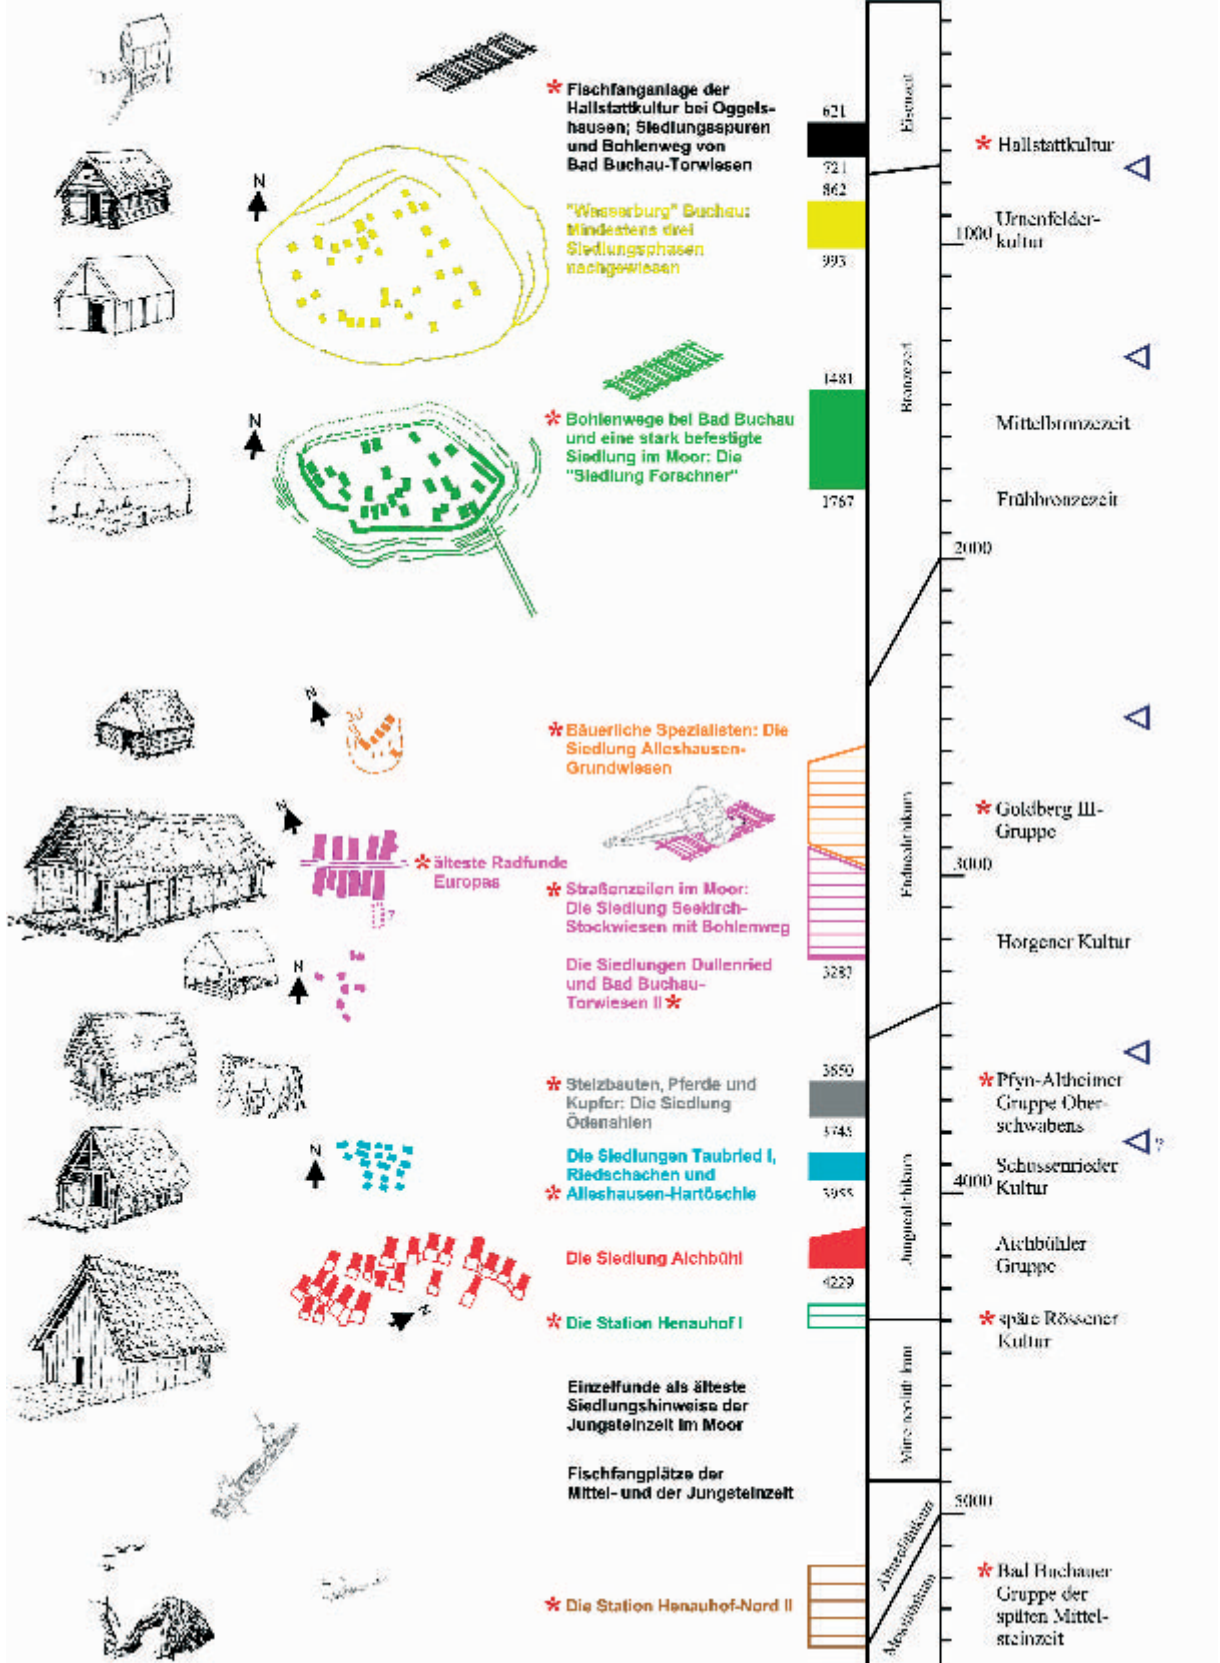 N
* Fischfanganlage der
Hallstattkultur bei Oggels-
hausen; Siedlungsspuren
und Bohlenweg von
Bad Buchau-Torwiesen
621
721
Eisenzeit
* Hallstattkultur
N
"Wasserburg" Buchau:
Mindestens drei
Siedlungsphasen
nachgewiesen
862
993
1000
Urnenfelder-
kultur
Bronzezeit
N
* Bohlenwege bei Bad Buchau
und eine stark befestigte
Siedlung im Moor: Die
"Siedlung Forschner"
1481
1767
Mittelbronzezeit
Frühbronzezeit
2000
N
* Bäuerliche Spezialisten: Die
Siedlung Alleshausen-
Grundwiesen
* Goldberg III-
Gruppe
Endneolithikum
* älteste Radfunde
Europas
?
3000
* Straßenzeilen im Moor:
Die Siedlung Seekirch-
Stockwiesen mit Bohlenweg
Horgener Kultur
N
Die Siedlungen Dullenried
und Bad Buchau-
Torwiesen II *
3283
* Stelzbauten, Pferde und
Kupfer: Die Siedlung
Ödenahlen
3650
3745
* Pfyn-Altheimer
Gruppe Ober-
schwabens
?
N
Die Siedlungen Taubried I,
Riedschachen und
* Alleshausen-Hartöschle
3955
4000
Schussenrieder
Kultur
Jungneolithikum
N
Die Siedlung Aichbühl
4229
Aichbühler
Gruppe
* Die Station Henauhof I
* späte Rössener
Kultur
Einzelfunde als älteste
Siedlungshinweise der
Jungsteinzeit im Moor
Mittelneolithikum
Fischfangplätze der
Mittel- und der Jungsteinzeit
5000
Altneolithikum
Mesolithikum
* Die Station Henauhof-Nord II
* Bad Buchauer
Gruppe der
späten Mittel-
steinzeit